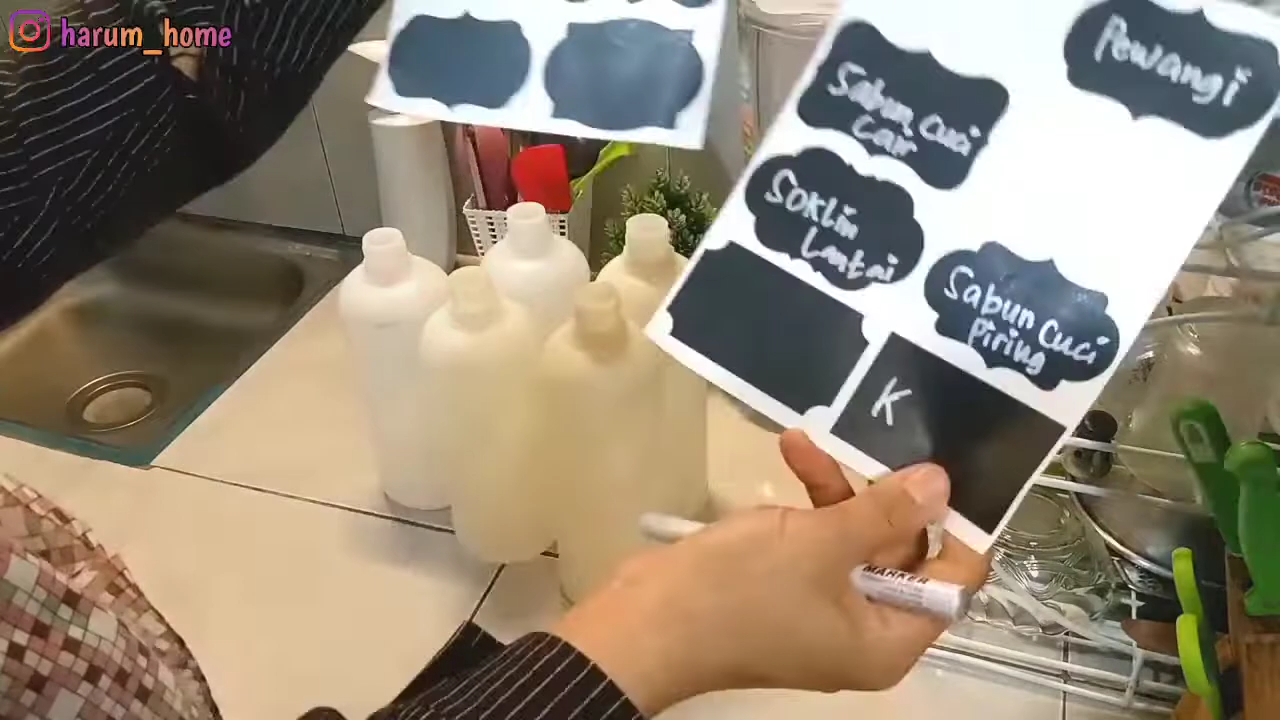 harum_home
Pewangi
Sabun Cuci
Cair
SOKLin
Lantai
Sabun Cuci
Piring
K
MARKER